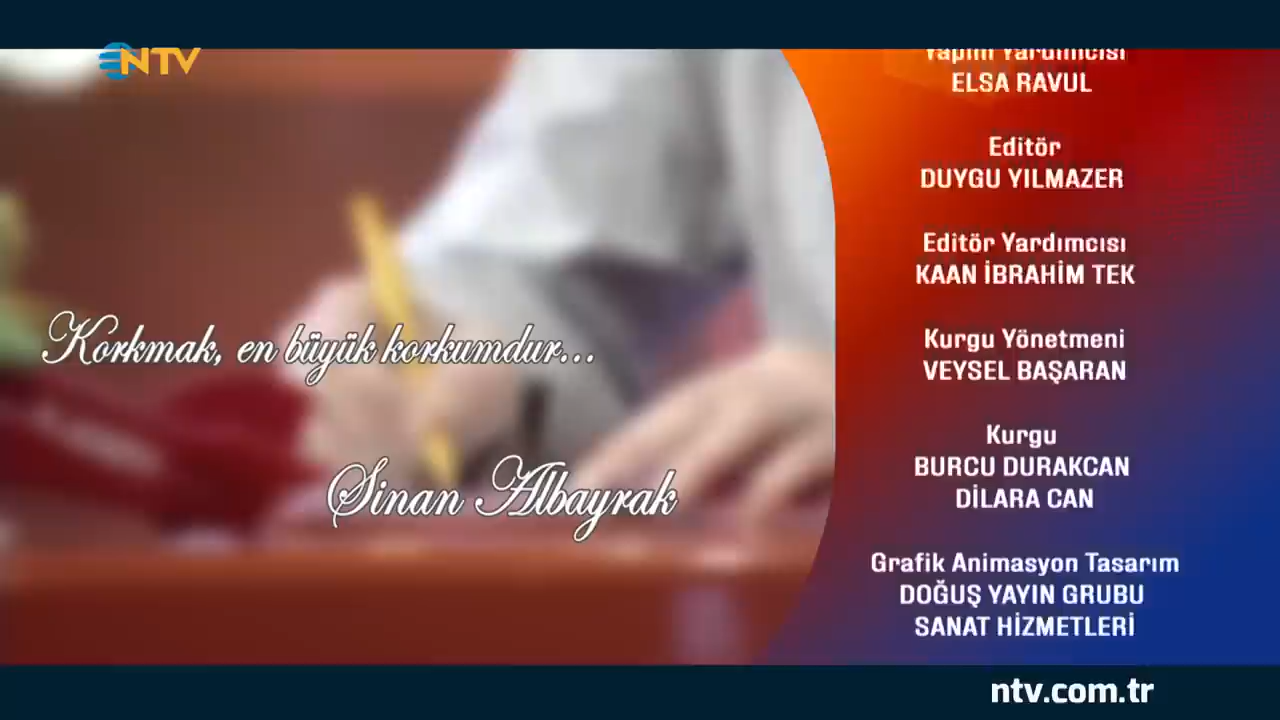 NTV
Korkmak, en büyük korkumdur...
Sinan Albayrak
Yapım Yardımcısı
ELSA RAVUL
Editör
DUYGU YILMAZER
Editör Yardımcısı
KAAN İBRAHİM TEK
Kurgu Yönetmeni
VEYSEL BAŞARAN
Kurgu
BURCU DURAKCAN
DİLARA CAN
Grafik Animasyon Tasarım
DOĞUŞ YAYIN GRUBU
SANAT HİZMETLERİ
ntv.com.tr